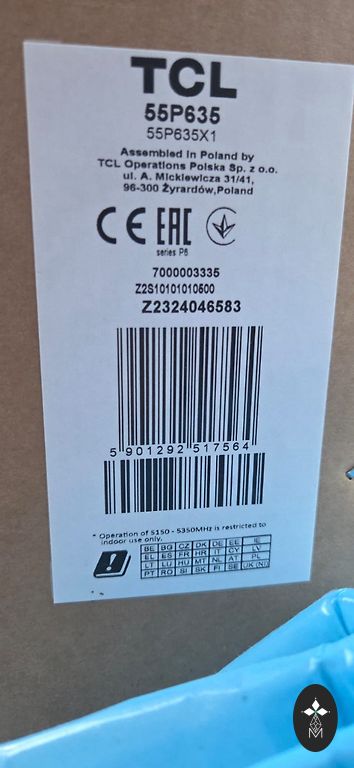 TCL
55P635
55P635X1
Assembled in Poland by
TCL Operations Polska Sp. z o.o.
ul. A. Mickiewicza 31/41,
96-300 Żyrardów,Poland
CE EAC
series P6
7000003335
Z2S10101010500
Z2324046583
5 901292 517564
* Operation of 5150 - 5350MHz is restricted to
indoor use only.
BE BG CZ DK DE EE IE
EL ES FR HR IT CY LV
LT LU HU MT NL AT PL
PT RO SI SK FI SE UK (NI)
M